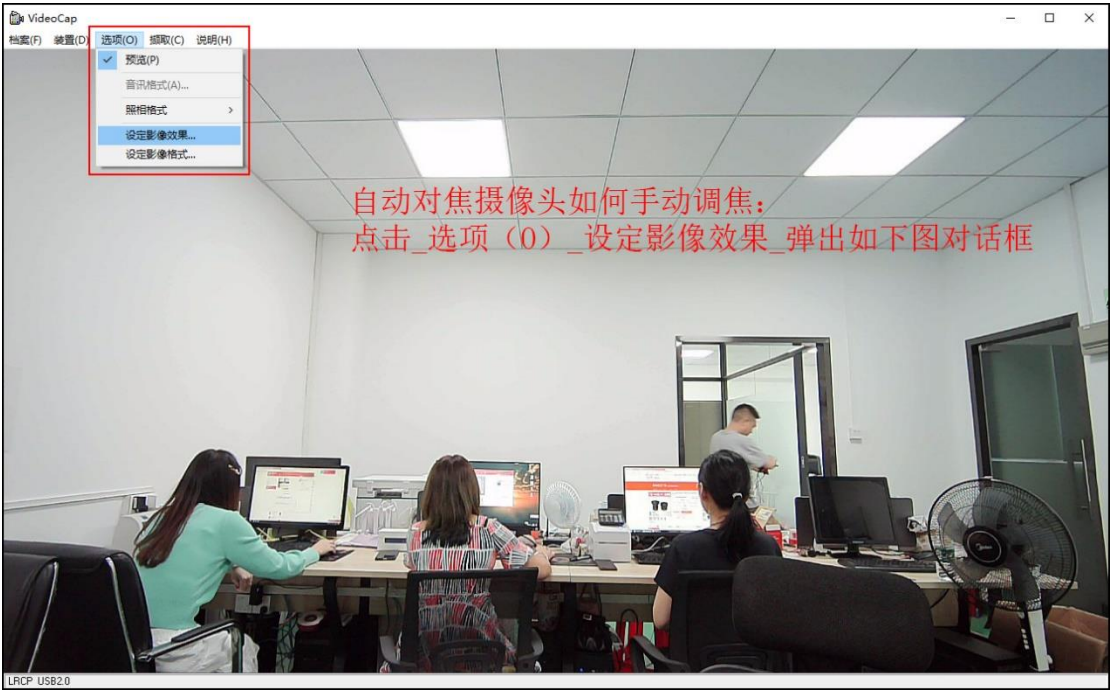 VideoCap
档案(F) 装置(D) 选项(O) 撷取(C) 说明(H)
预览(P)
音讯格式(A)...
照相格式
设定影像效果...
设定影像格式...
自动对焦摄像头如何手动调焦：
点击_选项（O）_设定影像效果_弹出如下图对话框
LRCP USB2.0